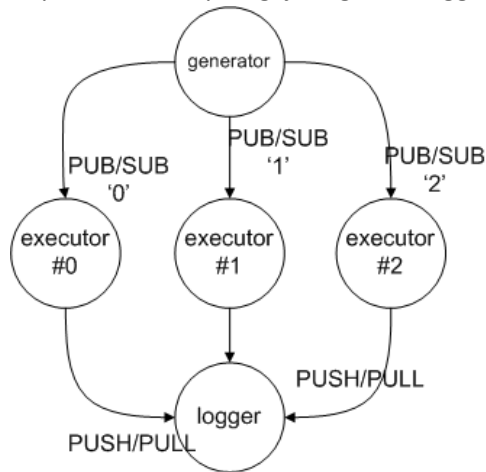 generator
PUB/SUB
'0'
PUB/SUB
‘1’
PUB/SUB
‘2’
executor
#0
executor
#1
executor
#2
PUSH/PULL
logger
PUSH/PULL